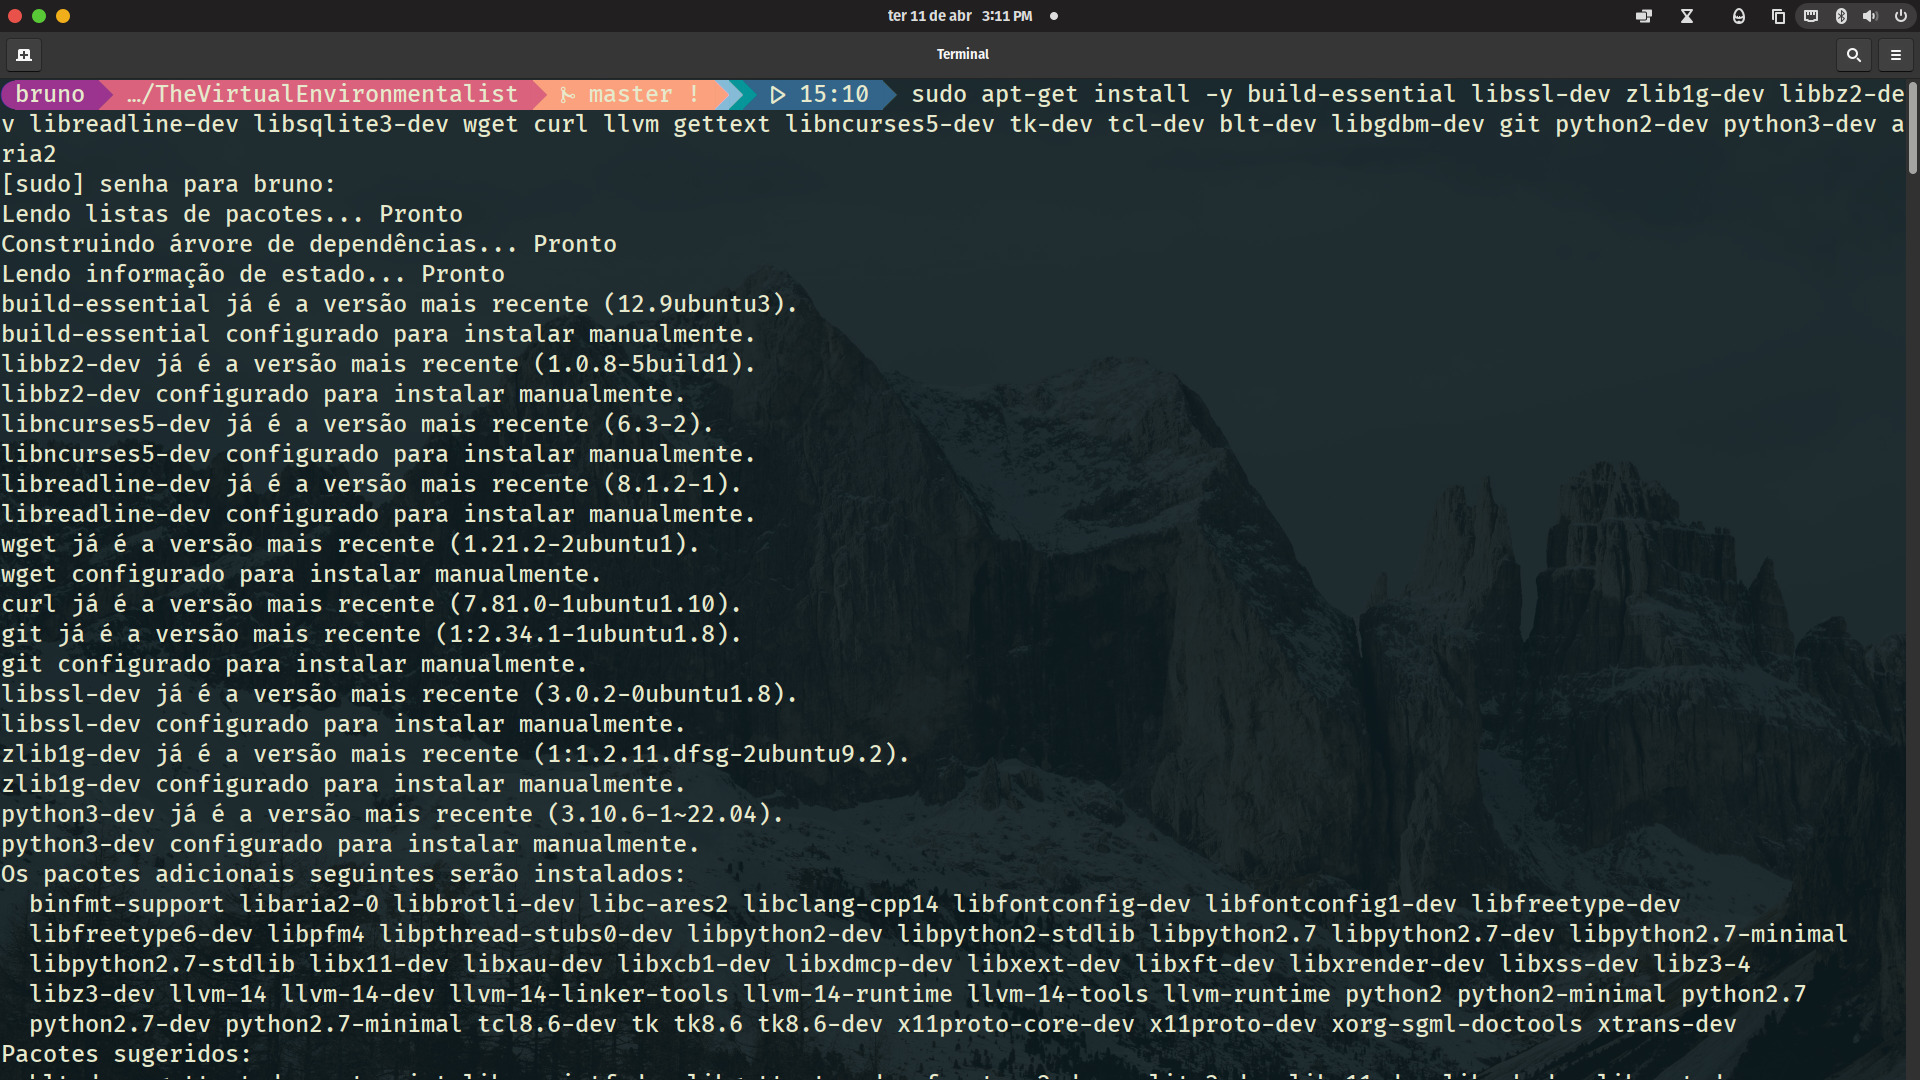 ter 11 de abr 3:11 PM
Terminal
bruno …/TheVirtualEnvironmentalist master ! 15:10 sudo apt-get install -y build-essential libssl-dev zlib1g-dev libbz2-de
v libreadline-dev libsqlite3-dev wget curl llvm gettext libncurses5-dev tk-dev tcl-dev blt-dev libgdbm-dev git python2-dev python3-dev a
ria2
[sudo] senha para bruno:
Lendo listas de pacotes... Pronto
Construindo árvore de dependências... Pronto
Lendo informação de estado... Pronto
build-essential já é a versão mais recente (12.9ubuntu3).
build-essential configurado para instalar manualmente.
libbz2-dev já é a versão mais recente (1.0.8-5build1).
libbz2-dev configurado para instalar manualmente.
libncurses5-dev já é a versão mais recente (6.3-2).
libncurses5-dev configurado para instalar manualmente.
libreadline-dev já é a versão mais recente (8.1.2-1).
libreadline-dev configurado para instalar manualmente.
wget já é a versão mais recente (1.21.2-2ubuntu1).
wget configurado para instalar manualmente.
curl já é a versão mais recente (7.81.0-1ubuntu1.10).
git já é a versão mais recente (1:2.34.1-1ubuntu1.8).
git configurado para instalar manualmente.
libssl-dev já é a versão mais recente (3.0.2-0ubuntu1.8).
libssl-dev configurado para instalar manualmente.
zlib1g-dev já é a versão mais recente (1:1.2.11.dfsg-2ubuntu9.2).
zlib1g-dev configurado para instalar manualmente.
python3-dev já é a versão mais recente (3.10.6-1~22.04).
python3-dev configurado para instalar manualmente.
Os pacotes adicionais seguintes serão instalados:
binfmt-support libaria2-0 libbrotli-dev libc-ares2 libclang-cpp14 libfontconfig-dev libfontconfig1-dev libfreetype-dev
libfreetype6-dev libpfm4 libpthread-stubs0-dev libpython2-dev libpython2-stdlib libpython2.7 libpython2.7-dev libpython2.7-minimal
libpython2.7-stdlib libx11-dev libxau-dev libxcb1-dev libxdmcp-dev libxext-dev libxft-dev libxrender-dev libxss-dev libz3-4
libz3-dev llvm-14 llvm-14-dev llvm-14-linker-tools llvm-14-runtime llvm-14-tools llvm-runtime python2 python2-minimal python2.7
python2.7-dev python2.7-minimal tcl8.6-dev tk tk8.6 tk8.6-dev x11proto-core-dev x11proto-dev xorg-sgml-doctools xtrans-dev
Pacotes sugeridos: